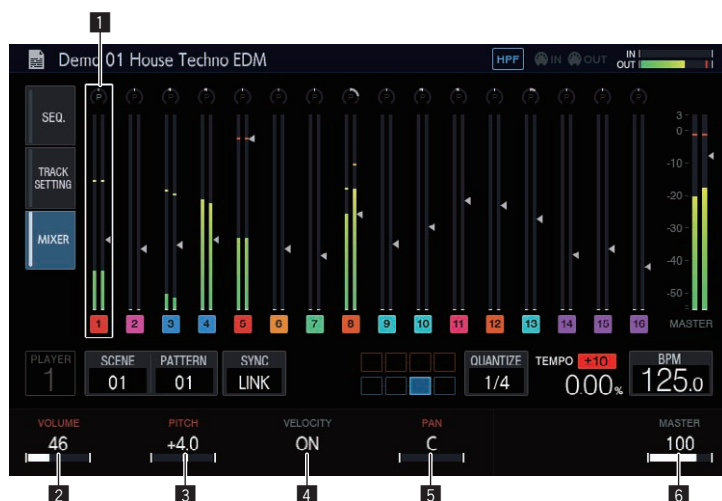 1
Demo 01 House Techno EDM
HPF
IN
OUT
IN
OUT
SEQ.
TRACK
SETTING
MIXER
P P P P P P P P P P P P P P P P
3
0
-10
-20
-30
-40
-50
1 2 3 4 5 6 7 8 9 10 11 12 13 14 15 16
MASTER
PLAYER
1
SCENE
01
PATTERN
01
SYNC
LINK
QUANTIZE
1/4
TEMPO +10
0.00%
BPM
125.0
VOLUME
46
PITCH
+4.0
VELOCITY
ON
PAN
C
MASTER
100
2 3 4 5 6